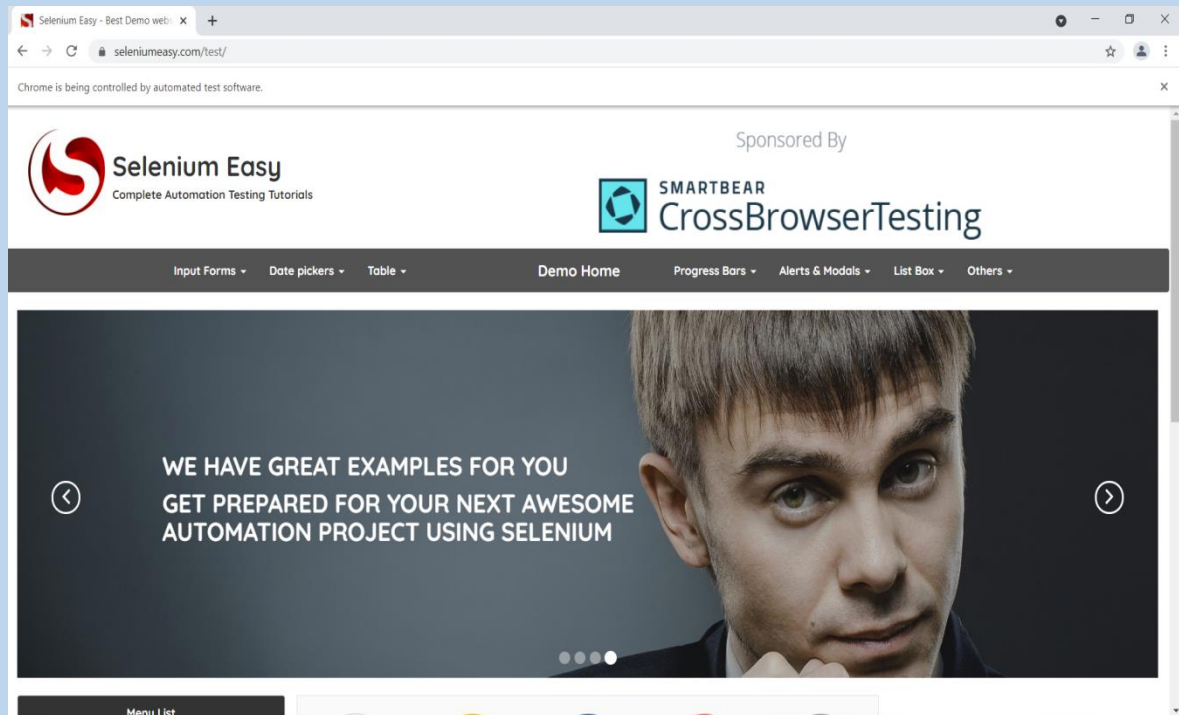 Selenium Easy - Best Demo webs
seleniumeasy.com/test/
Chrome is being controlled by automated test software.
Selenium Easy
Complete Automation Testing Tutorials
Sponsored By
SMARTBEAR
CrossBrowserTesting
Input Forms Date pickers Table Demo Home Progress Bars Alerts & Modals List Box Others
WE HAVE GREAT EXAMPLES FOR YOU
GET PREPARED FOR YOUR NEXT AWESOME
AUTOMATION PROJECT USING SELENIUM
Menu List